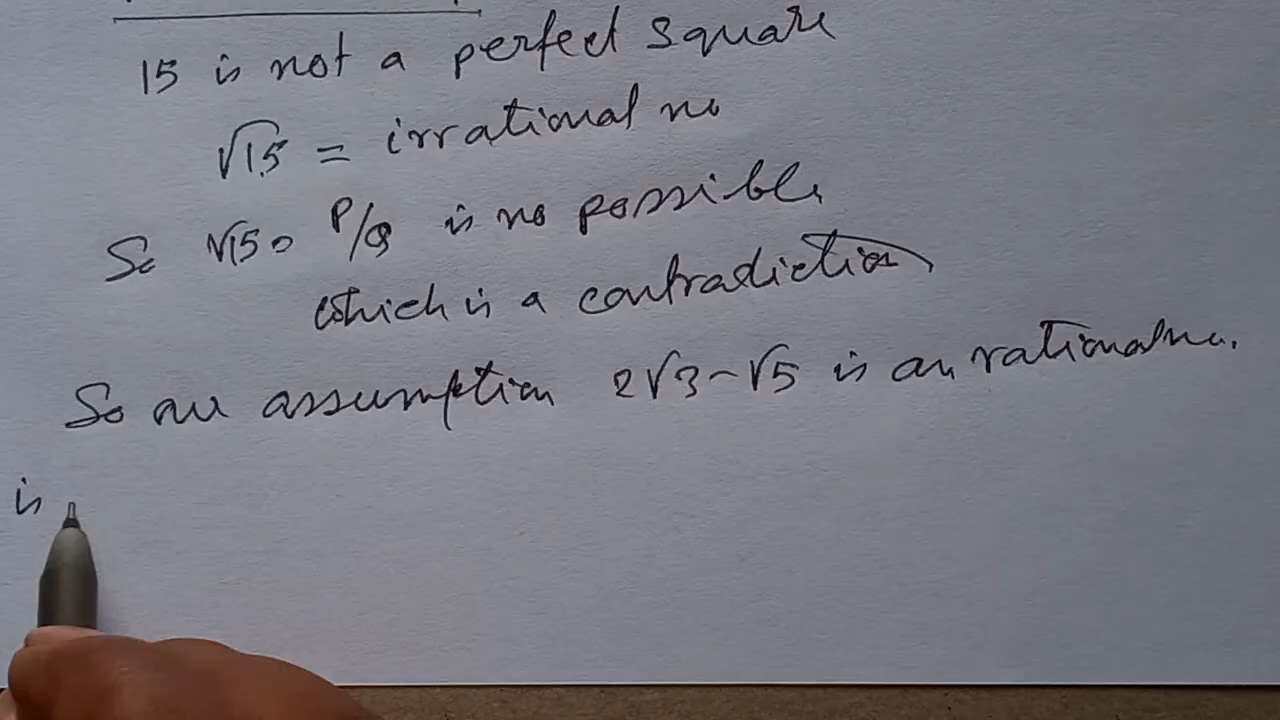 15 is not a perfect square
√15 = irrational no
So √15 = P/Q is no possible
which is a contradiction
So our assumption 2√3-√5 is an rational no.
is